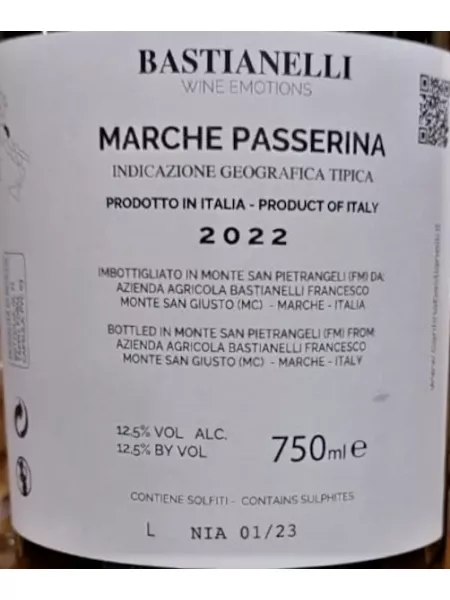 BASTIANELLI
WINE EMOTIONS
MARCHE PASSERINA
INDICAZIONE GEOGRAFICA TIPICA
PRODOTTO IN ITALIA - PRODUCT OF ITALY
2022
IMBOTTIGLIATO IN MONTE SAN PIETRANGELI (FM) DA:
AZIENDA AGRICOLA BASTIANELLI FRANCESCO
MONTE SAN GIUSTO (MC) - MARCHE - ITALIA
BOTTLED IN MONTE SAN PIETRANGELI (FM) FROM:
AZIENDA AGRICOLA BASTIANELLI FRANCESCO
MONTE SAN GIUSTO (MC) - MARCHE - ITALY
12,5% VOL ALC.
12,5% BY VOL
750ml e
CONTIENE SOLFITI - CONTAINS SULPHITES
L NIA 01/23
www.cantinabastianelli.it